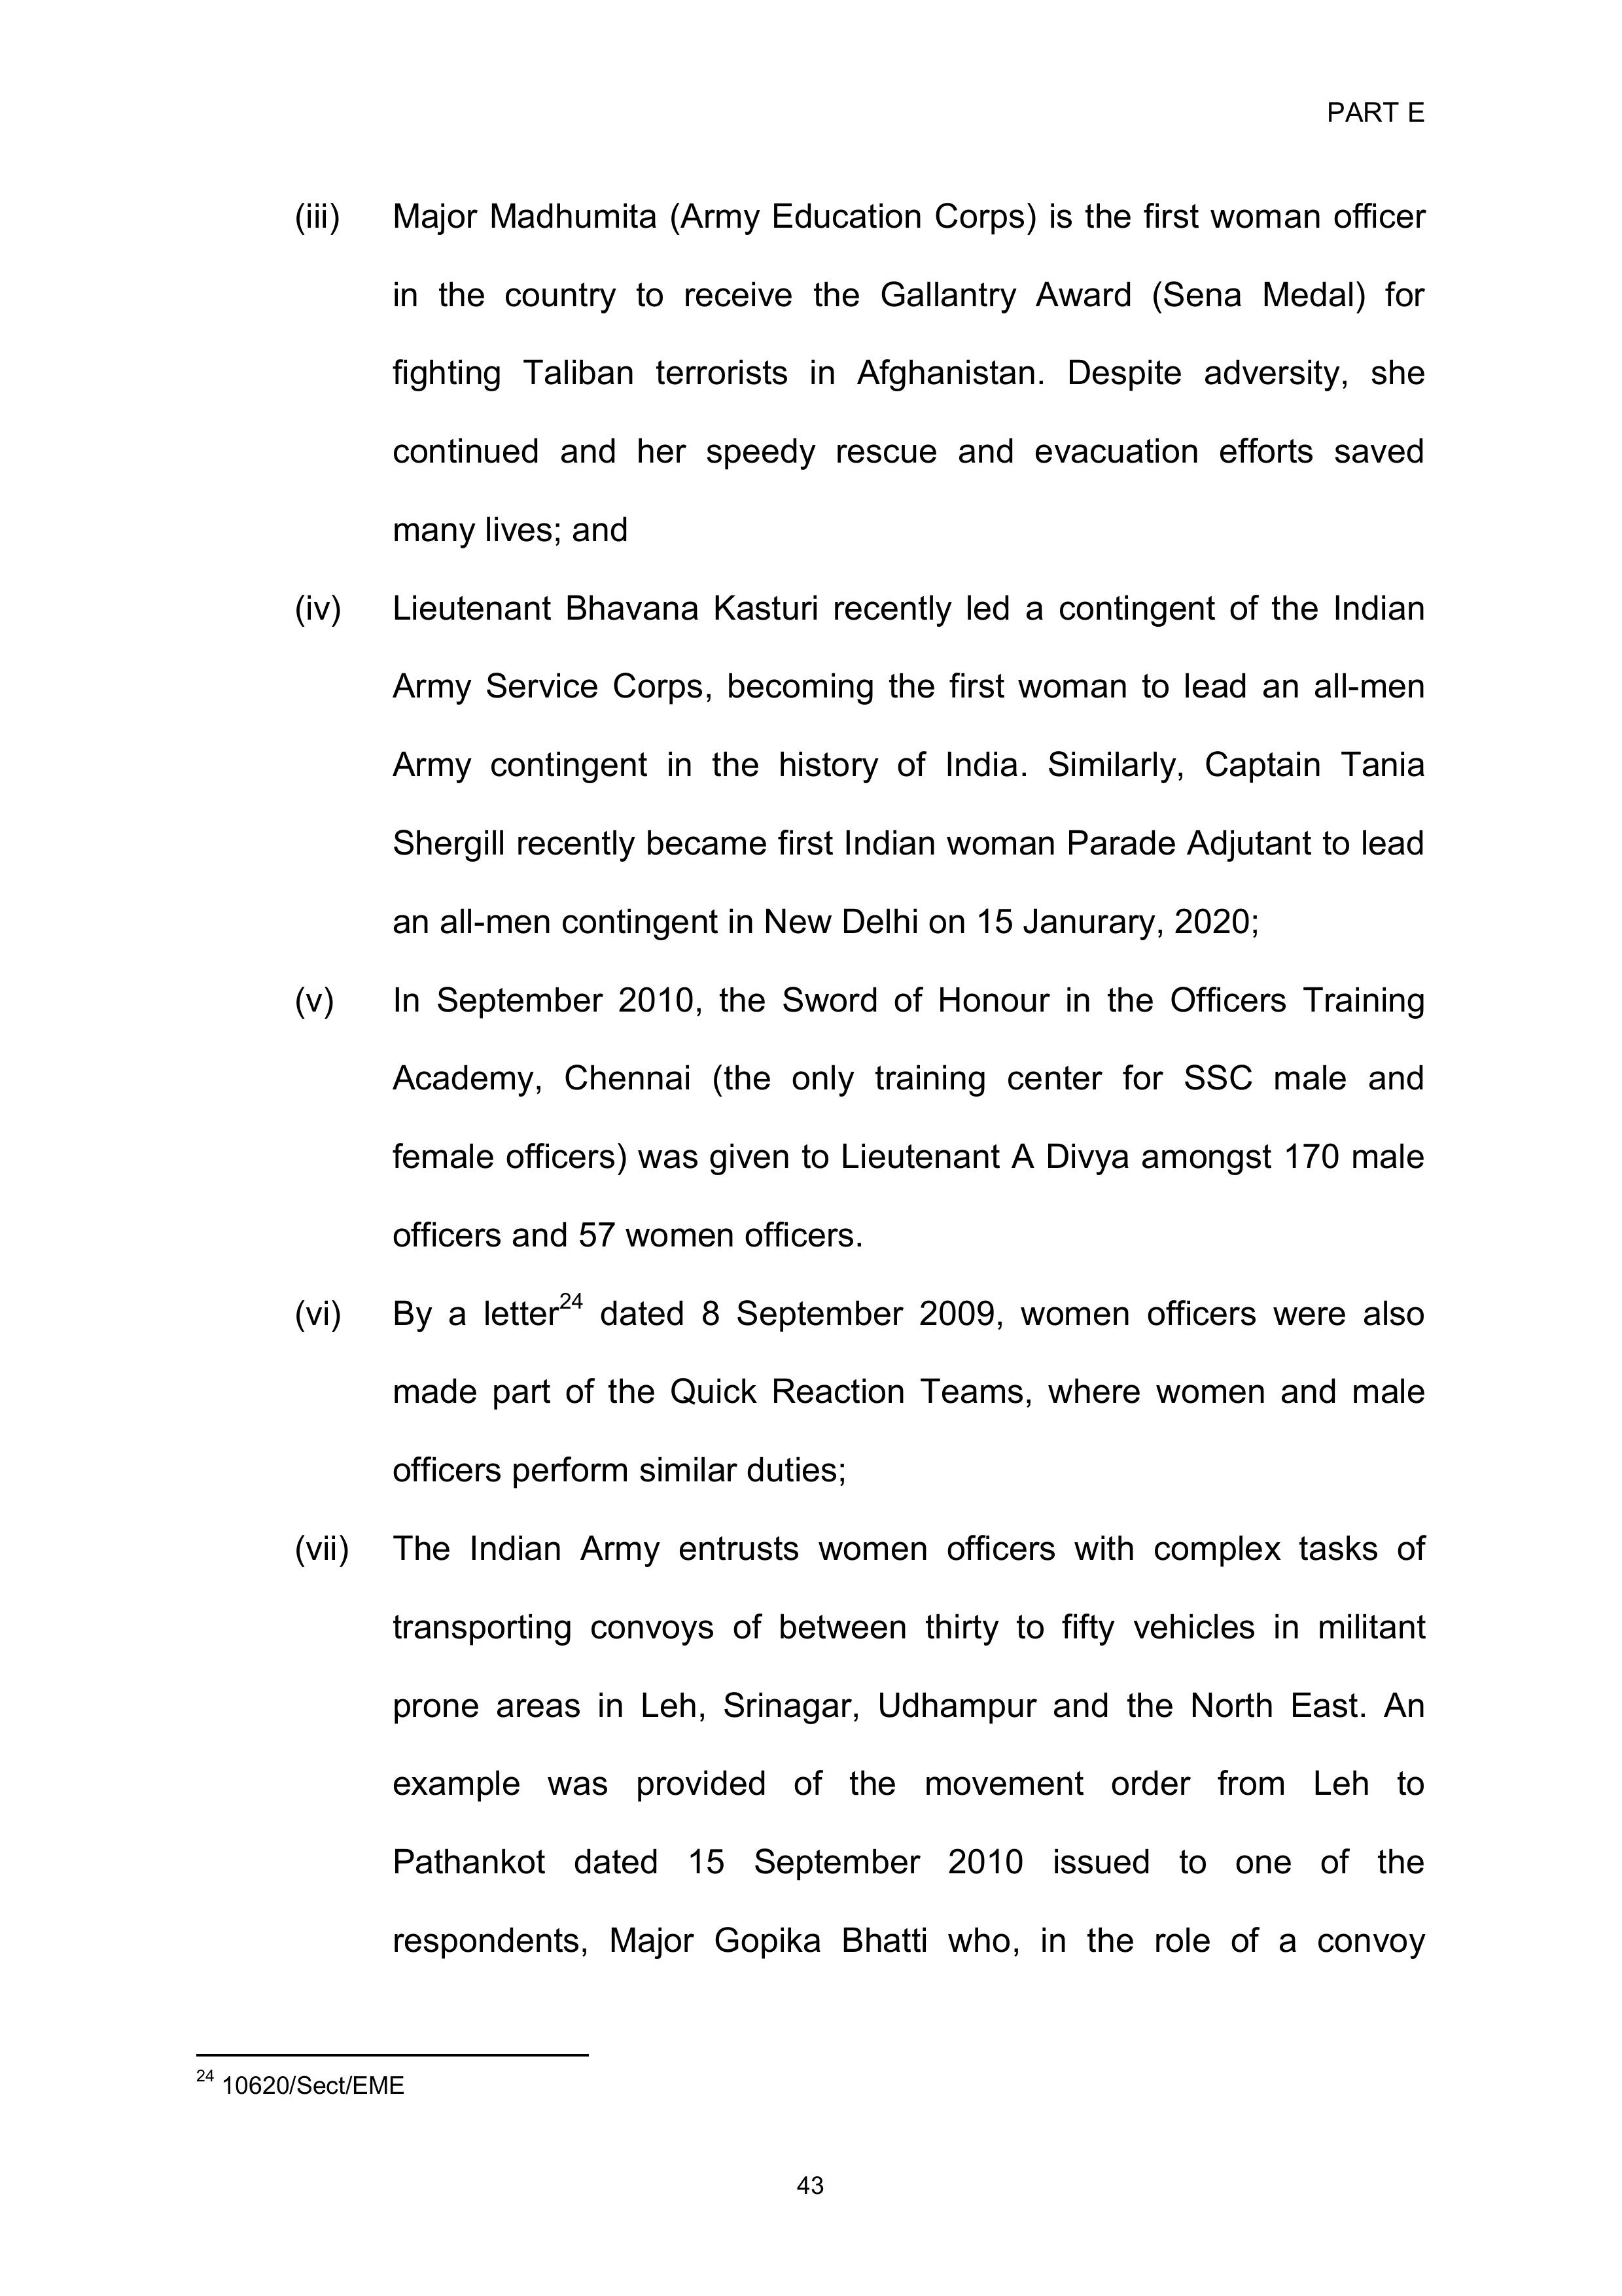 PART E
(iii) Major Madhumita (Army Education Corps) is the first woman officer
in the country to receive the Gallantry Award (Sena Medal) for
fighting Taliban terrorists in Afghanistan. Despite adversity, she
continued and her speedy rescue and evacuation efforts saved
many lives; and
(iv) Lieutenant Bhavana Kasturi recently led a contingent of the Indian
Army Service Corps, becoming the first woman to lead an all-men
Army contingent in the history of India. Similarly, Captain Tania
Shergill recently became first Indian woman Parade Adjutant to lead
an all-men contingent in New Delhi on 15 Janurary, 2020;
(v) In September 2010, the Sword of Honour in the Officers Training
Academy, Chennai (the only training center for SSC male and
female officers) was given to Lieutenant A Divya amongst 170 male
officers and 57 women officers.
(vi) By a letter24 dated 8 September 2009, women officers were also
made part of the Quick Reaction Teams, where women and male
officers perform similar duties;
(vii) The Indian Army entrusts women officers with complex tasks of
transporting convoys of between thirty to fifty vehicles in militant
prone areas in Leh, Srinagar, Udhampur and the North East. An
example was provided of the movement order from Leh to
Pathankot dated 15 September 2010 issued to one of the
respondents, Major Gopika Bhatti who, in the role of a convoy
24 10620/Sect/EME
43